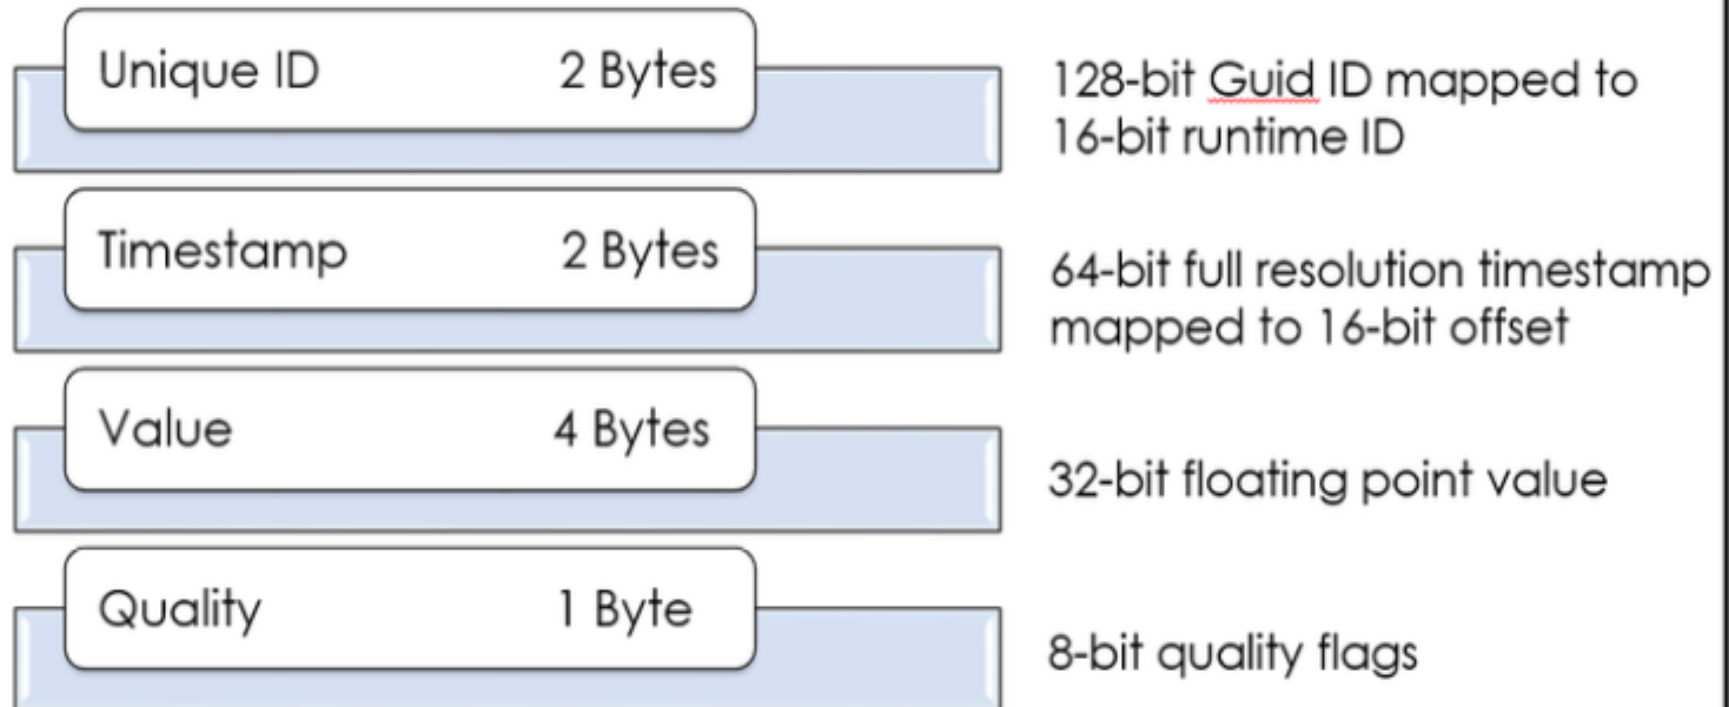 Unique ID 2 Bytes
128-bit Guid ID mapped to
16-bit runtime ID
Timestamp 2 Bytes
64-bit full resolution timestamp
mapped to 16-bit offset
Value 4 Bytes
32-bit floating point value
Quality 1 Byte
8-bit quality flags